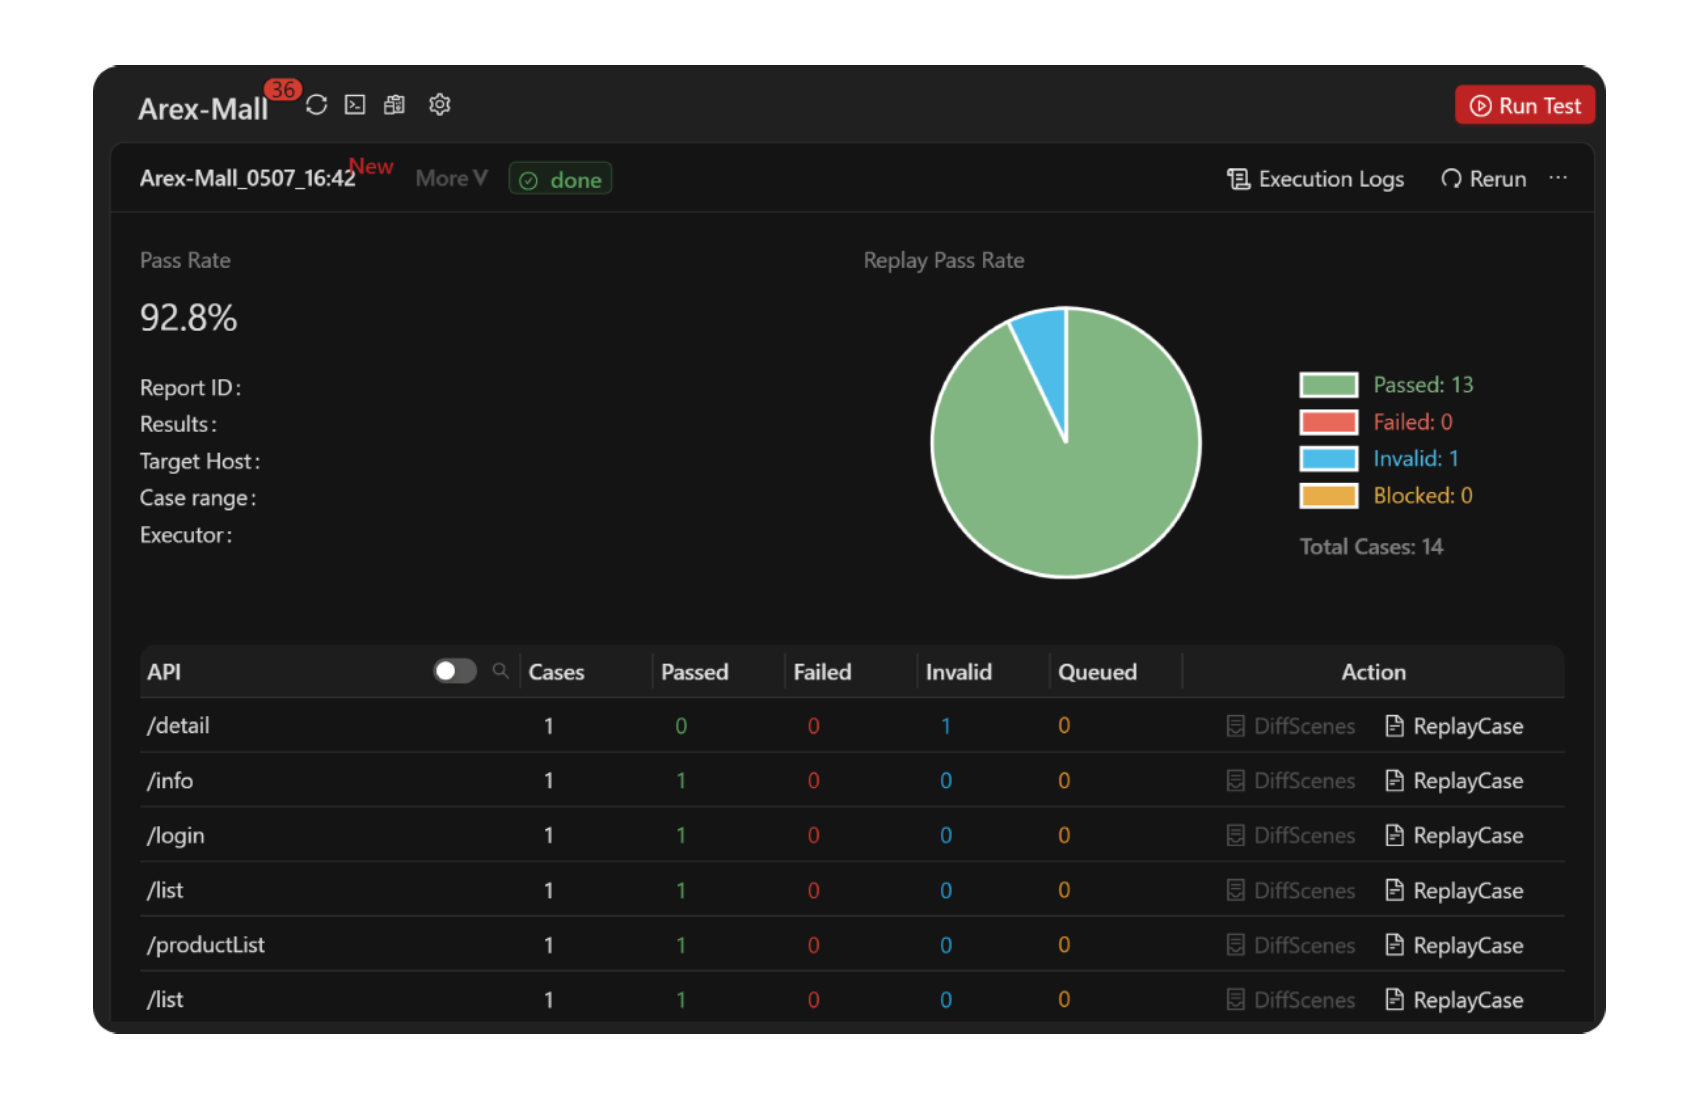 Arex-Mall 36
Run Test
Arex-Mall_0507_16:42 New More V done
Execution Logs Rerun ···
Pass Rate
92.8%
Report ID:
Results:
Target Host:
Case range:
Executor:
Replay Pass Rate
Passed: 13
Failed: 0
Invalid: 1
Blocked: 0
Total Cases: 14
API Cases Passed Failed Invalid Queued Action
/detail 1 0 0 1 0 DiffScenes ReplayCase
/info 1 1 0 0 0 DiffScenes ReplayCase
/login 1 1 0 0 0 DiffScenes ReplayCase
/list 1 1 0 0 0 DiffScenes ReplayCase
/productList 1 1 0 0 0 DiffScenes ReplayCase
/list 1 1 0 0 0 DiffScenes ReplayCase